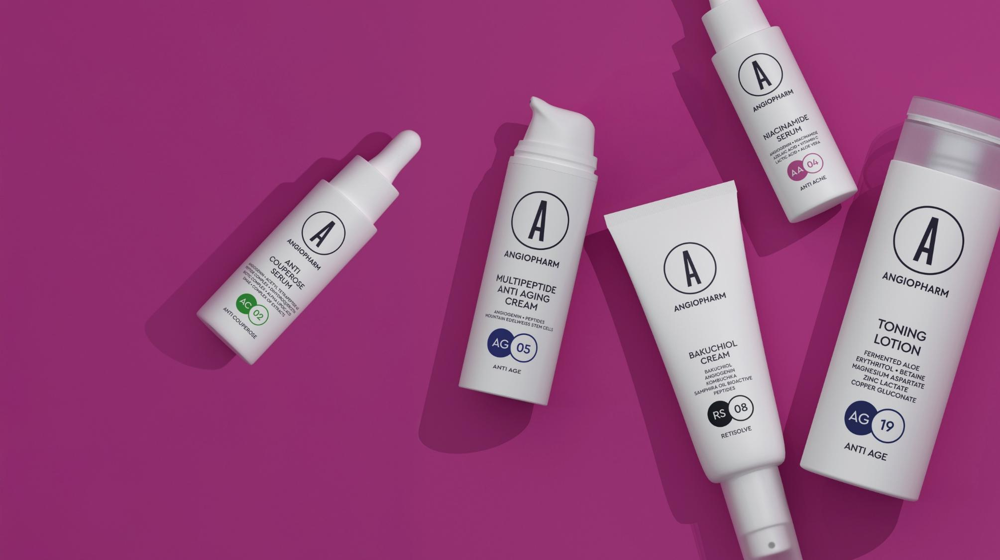 A
ANGIOPHARM
ANTI
COUPEROSE
SERUM
ANGIOGENIN • ACETYL TETRAPEPTIDE-40
PEPTIDE COMPLEX • DIHYDROQUERCETIN
BIOTIC COMPLEX • ALPHA LIPOIC ACID
DMAE • COMPLEX OF EXTRACTS
AC 02
ANTI COUPEROSE
A
ANGIOPHARM
MULTIPEPTIDE
ANTI AGING
CREAM
ANGIOGENIN • PEPTIDES
MOUNTAIN EDELWEISS STEM CELLS
AG 05
ANTI AGE
A
ANGIOPHARM
BAKUCHIOL
CREAM
BAKUCHIOL
ANGIOGENIN
KOMBUCHKA
SAMPHIRA OIL BIOACTIVE
PEPTIDES
RS 08
RETISOLVE
A
ANGIOPHARM
NIACINAMIDE
SERUM
ANGIOGENIN • NIACINAMIDE
AZELAIC ACID • VITAMIN C
LACTIC ACID • ALOE VERA
AA 04
ANTI ACNE
A
ANGIOPHARM
TONING
LOTION
FERMENTED ALOE
ERYTHRITOL • BETAINE
MAGNESIUM ASPARTATE
ZINC LACTATE
COPPER GLUCONATE
AG 19
ANTI AGE